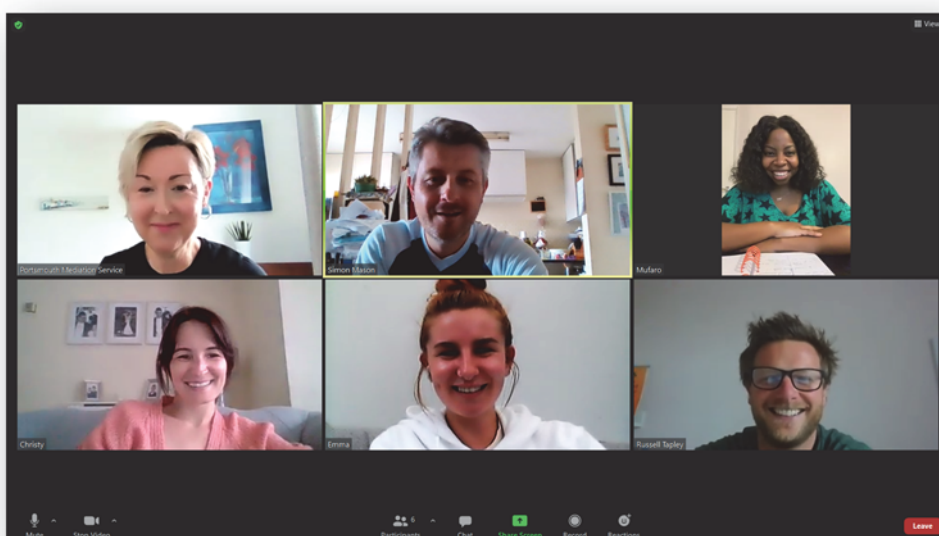 View
Portsmouth Mediation Service
Simon Mason
Mufaro
Christy
Emma
Russell Tapley
6
Mute
Stop Video
Participants
Chat
Share Screen
Record
Reactions
Leave